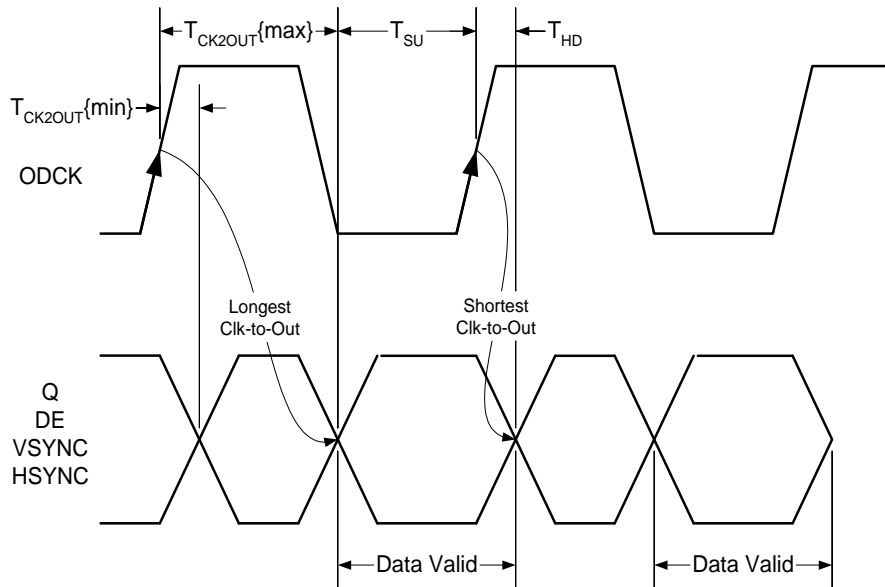 T_CK2OUT{max}
T_SU
T_HD
T_CK2OUT{min}
ODCK
Longest
Clk-to-Out
Shortest
Clk-to-Out
Q
DE
VSYNC
HSYNC
Data Valid
Data Valid